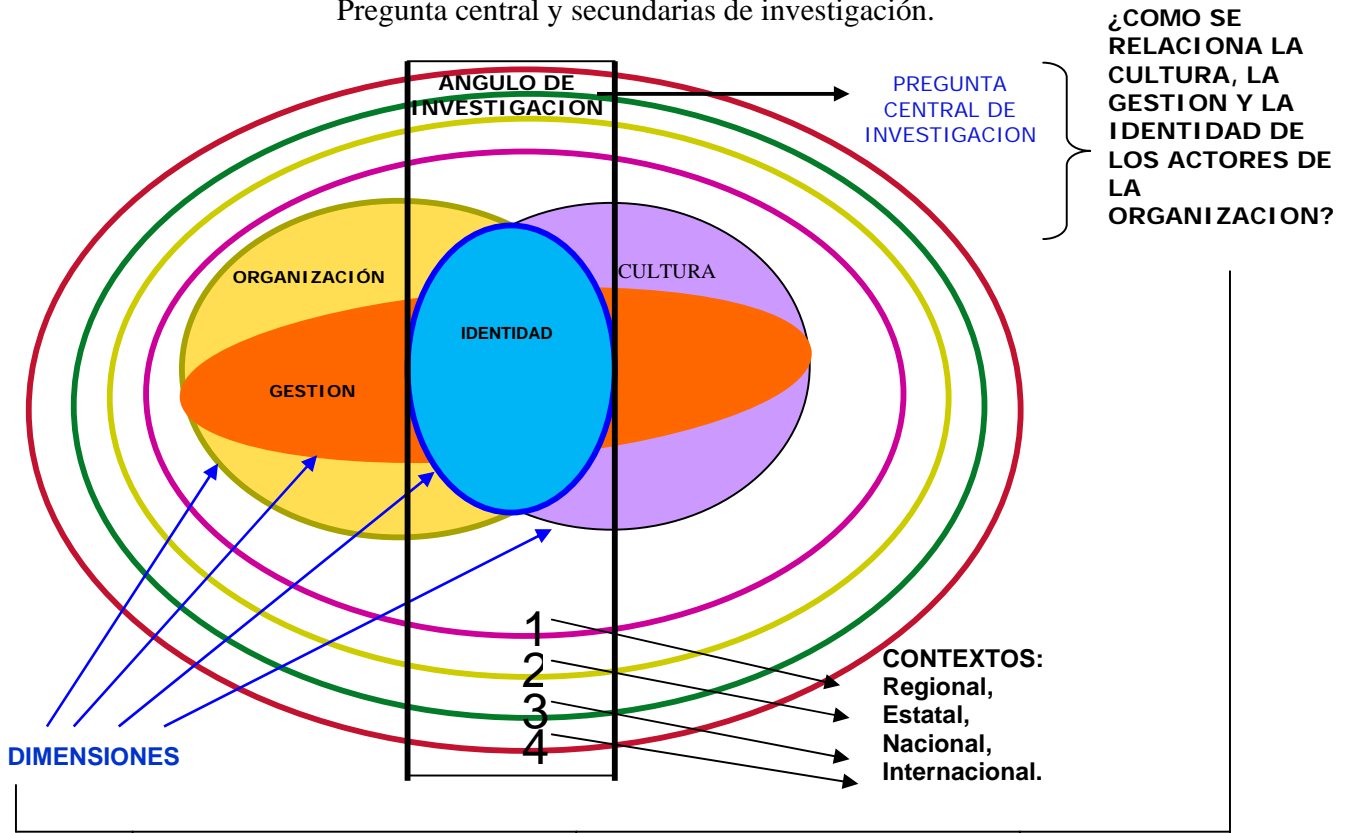 Pregunta central y secundarias de investigación.
¿COMO SE
RELACIONA LA
CULTURA, LA
GESTION Y LA
IDENTIDAD DE
LOS ACTORES DE
LA
ORGANIZACION?
ANGULO DE
INVESTIGACION
PREGUNTA
CENTRAL DE
INVESTIGACION
ORGANIZACIÓN
CULTURA
IDENTIDAD
GESTION
1
2
3
4
CONTEXTOS:
Regional,
Estatal,
Nacional,
Internacional.
DIMENSIONES